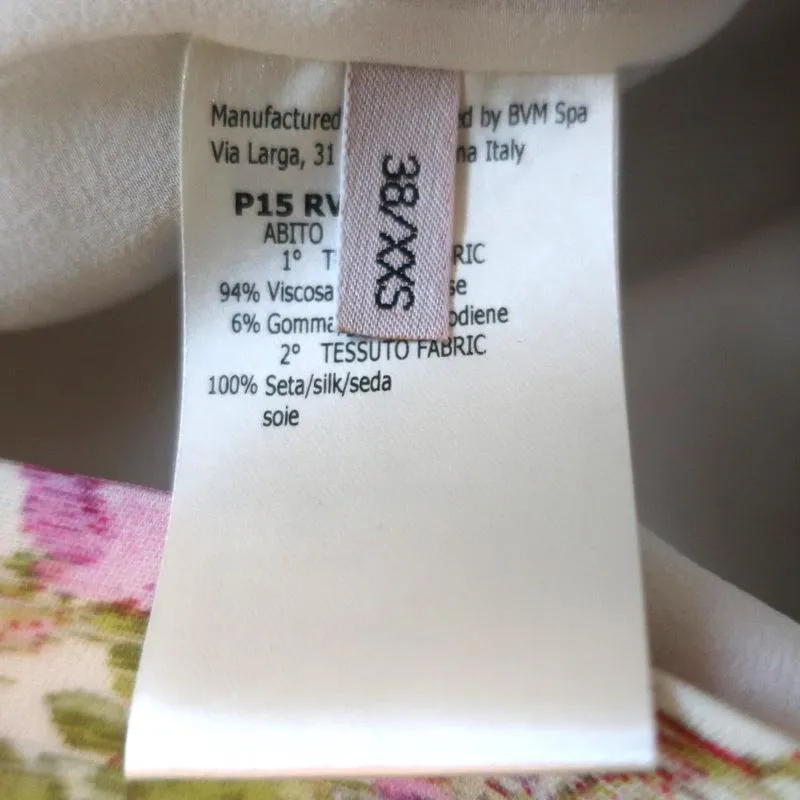 Manufactured d by BVM Spa
Via Larga, 31 na Italy
P15 RV
ABITO
1° T RIC
94% Viscosa se
6% Gomma odiene
2° TESSUTO FABRIC
100% Seta/silk/seda
soie
38/XXS